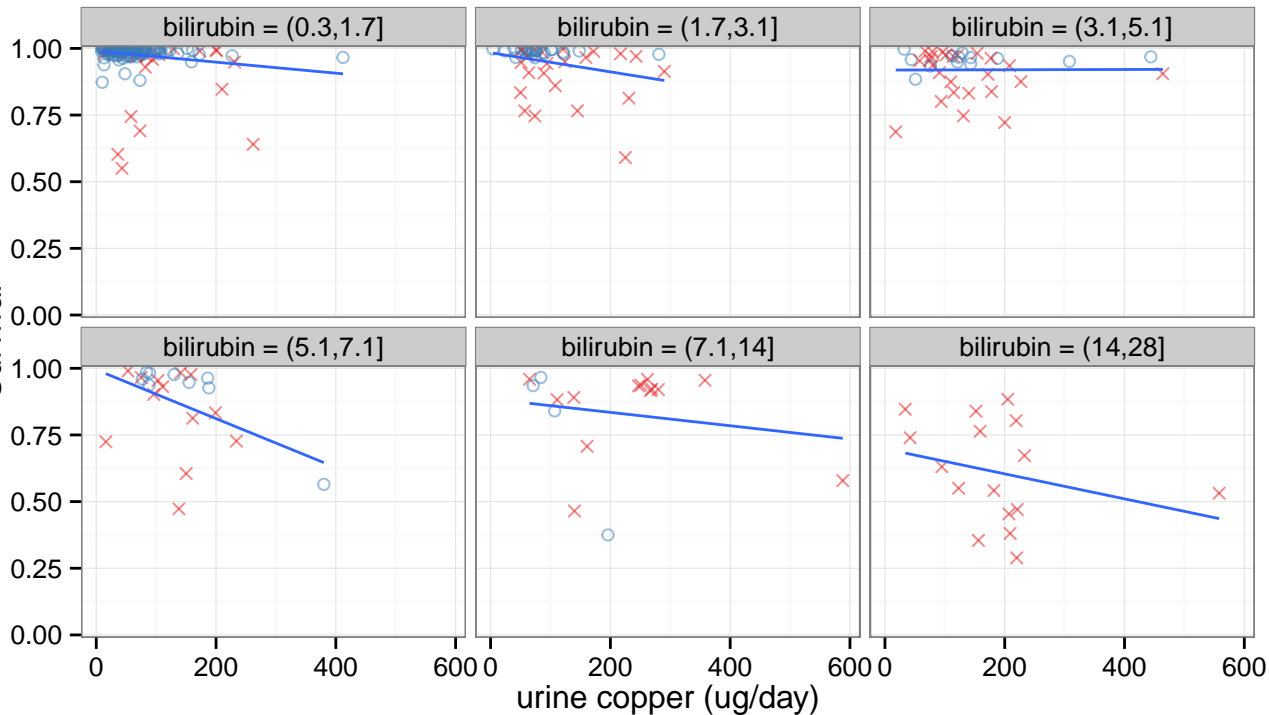 bilirubin = (0.3,1.7] bilirubin = (1.7,3.1] bilirubin = (3.1,5.1]
1.00
0.75
0.50
0.25
0.00
bilirubin = (5.1,7.1] bilirubin = (7.1,14] bilirubin = (14,28]
1.00
0.75
0.50
0.25
0.00
0 200 400 600 0 200 400 600 0 200 400 600
urine copper (ug/day)